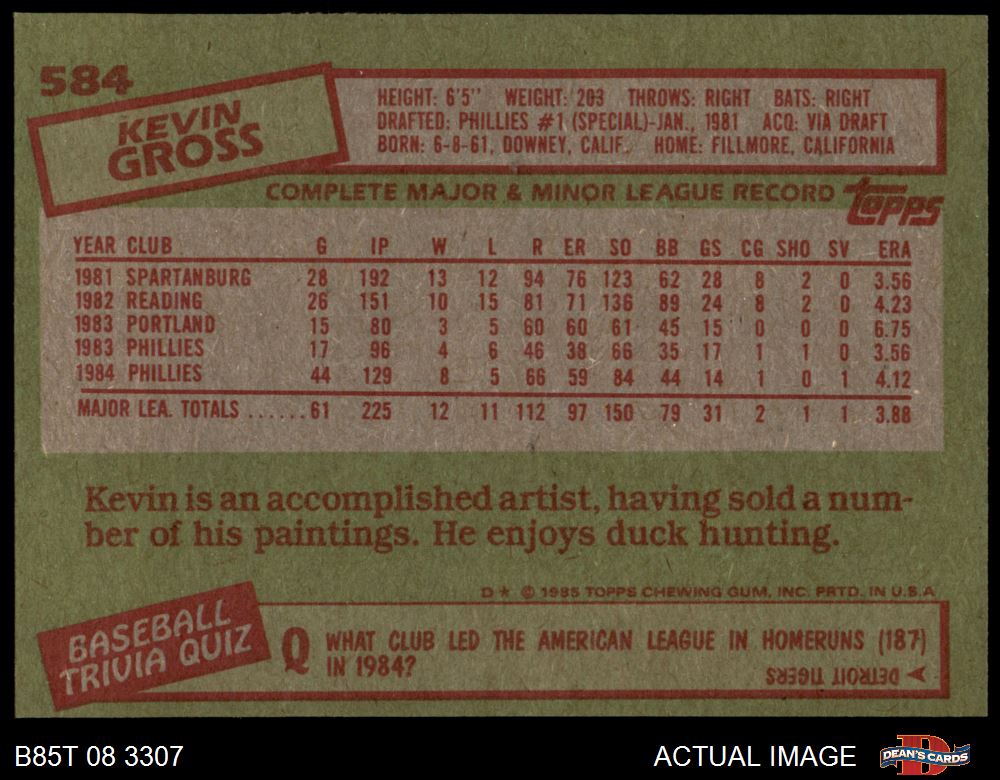 584
KEVIN
GROSS
HEIGHT: 6'5" WEIGHT: 203 THROWS: RIGHT BATS: RIGHT
DRAFTED: PHILLIES #1 (SPECIAL)-JAN., 1981 ACQ: VIA DRAFT
BORN: 6-8-61, DOWNEY, CALIF. HOME: FILLMORE, CALIFORNIA
COMPLETE MAJOR & MINOR LEAGUE RECORD topps
YEAR CLUB G IP W L R ER SO BB GS CG SHO SV ERA
1981 SPARTANBURG 28 192 13 12 94 76 123 62 28 8 2 0 3.56
1982 READING 26 151 10 15 81 71 136 89 24 8 2 0 4.23
1983 PORTLAND 15 80 3 5 60 60 61 45 15 0 0 0 6.75
1983 PHILLIES 17 96 4 6 46 38 66 35 17 1 1 0 3.56
1984 PHILLIES 44 129 8 5 66 59 84 44 14 1 0 1 4.12
MAJOR LEA. TOTALS ...... 61 225 12 11 112 97 150 79 31 2 1 1 3.88
Kevin is an accomplished artist, having sold a num-
ber of his paintings. He enjoys duck hunting.
D * © 1985 TOPPS CHEWING GUM, INC. PRTD. IN U.S.A.
BASEBALL
TRIVIA QUIZ
Q WHAT CLUB LED THE AMERICAN LEAGUE IN HOMERUNS (187)
IN 1984?
DETROIT TIGERS
B85T 08 3307
ACTUAL IMAGE
DEAN'S CARDS